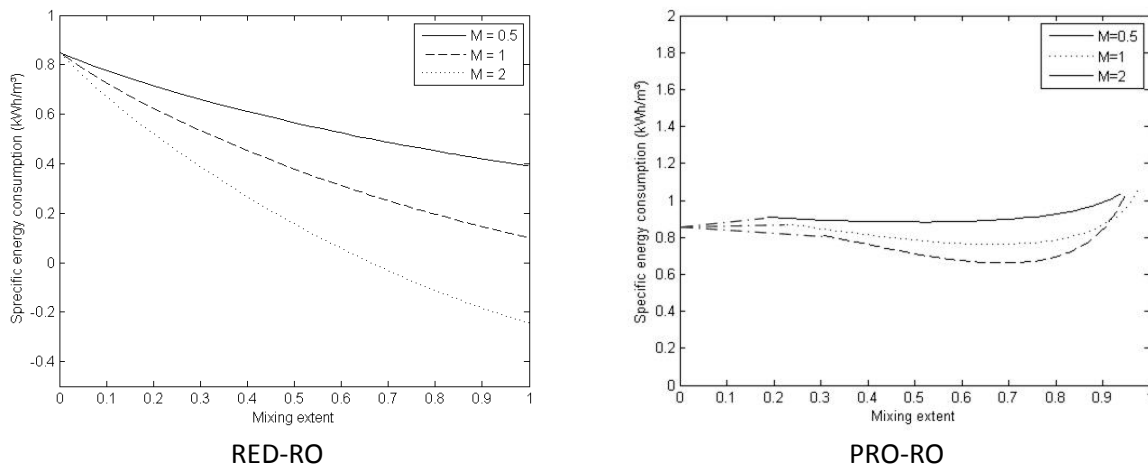 Sprecific energy consumption (kWh/m³)
1
0.8
0.6
0.4
0.2
0
-0.2
-0.4
M = 0.5
M = 1
M = 2
0 0.1 0.2 0.3 0.4 0.5 0.6 0.7 0.8 0.9 1
Mixing extent
RED-RO
Specific energy consumption (kWh/m³)
2
1.8
1.6
1.4
1.2
1
0.8
0.6
0.4
0.2
0
M=0.5
M=1
M=2
0 0.1 0.2 0.3 0.4 0.5 0.6 0.7 0.8 0.9 1
Mixing extent
PRO-RO